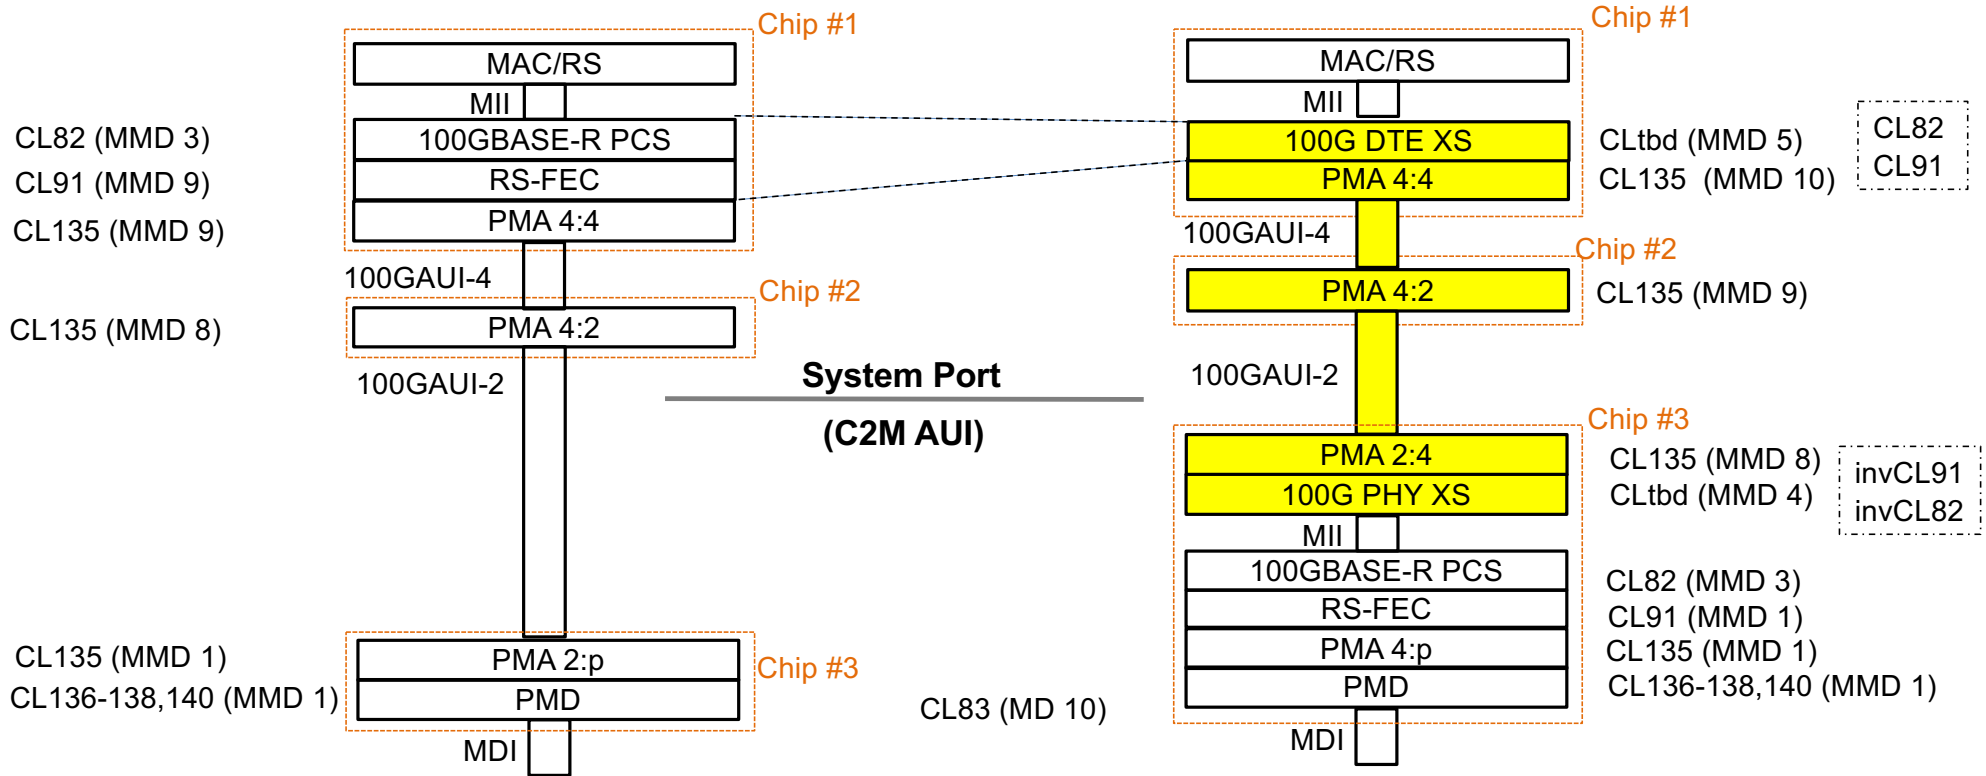 Chip #1
MAC/RS
MII
CL82 (MMD 3)
100GBASE-R PCS
CL91 (MMD 9)
RS-FEC
CL135 (MMD 9)
PMA 4:4
100GAUI-4
Chip #2
CL135 (MMD 8)
PMA 4:2
100GAUI-2
System Port
(C2M AUI)
CL135 (MMD 1)
PMA 2:p
Chip #3
CL136-138,140 (MMD 1)
PMD
MDI
CL83 (MD 10)
Chip #1
MAC/RS
MII
100G DTE XS
CLtbd (MMD 5)
PMA 4:4
CL135  (MMD 10)
CL82
CL91
100GAUI-4
Chip #2
PMA 4:2
CL135 (MMD 9)
100GAUI-2
Chip #3
PMA 2:4
CL135 (MMD 8)
100G PHY XS
CLtbd (MMD 4)
invCL91
invCL82
MII
100GBASE-R PCS
CL82 (MMD 3)
RS-FEC
CL91 (MMD 1)
PMA 4:p
CL135 (MMD 1)
PMD
CL136-138,140 (MMD 1)
MDI